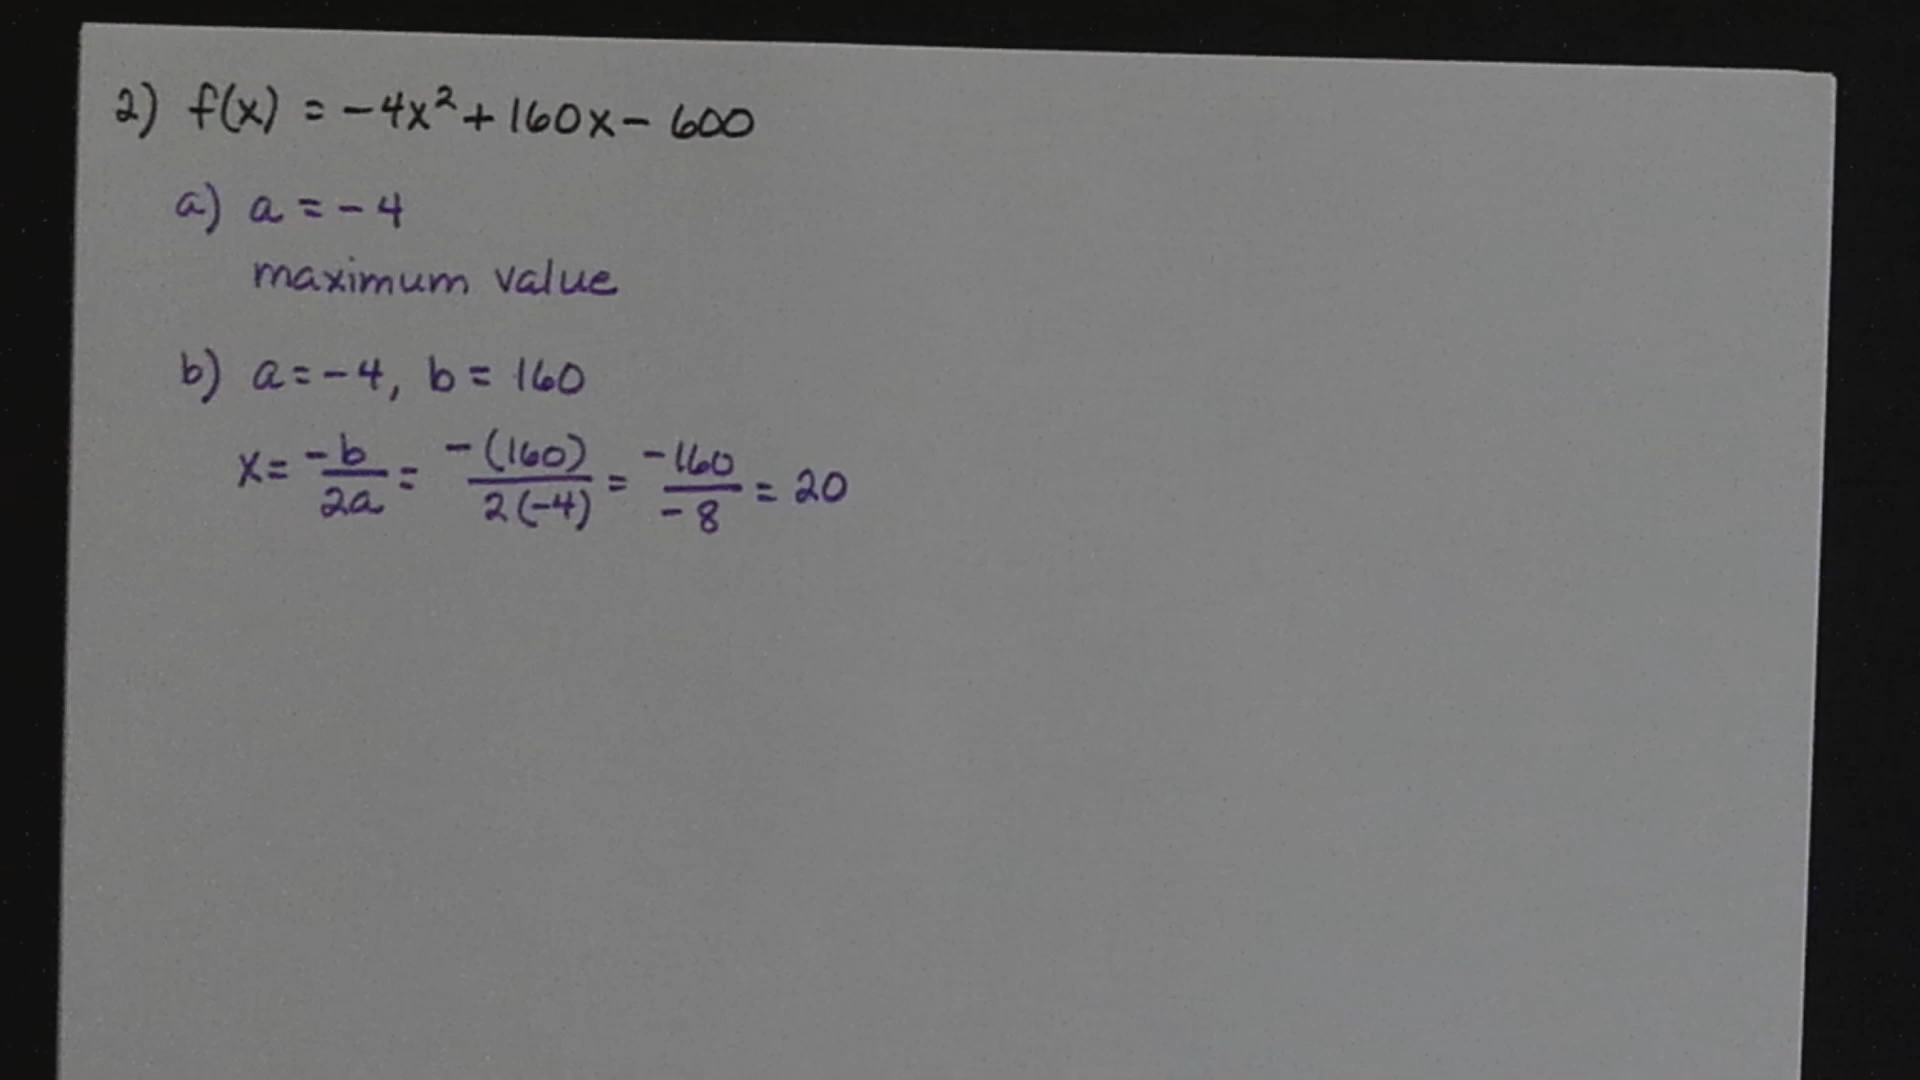 2) f(x) = -4x² + 160x - 600
a) a = -4
maximum value
b) a = -4, b = 160
x = -b/2a = -(160)/2(-4) = -160/-8 = 20